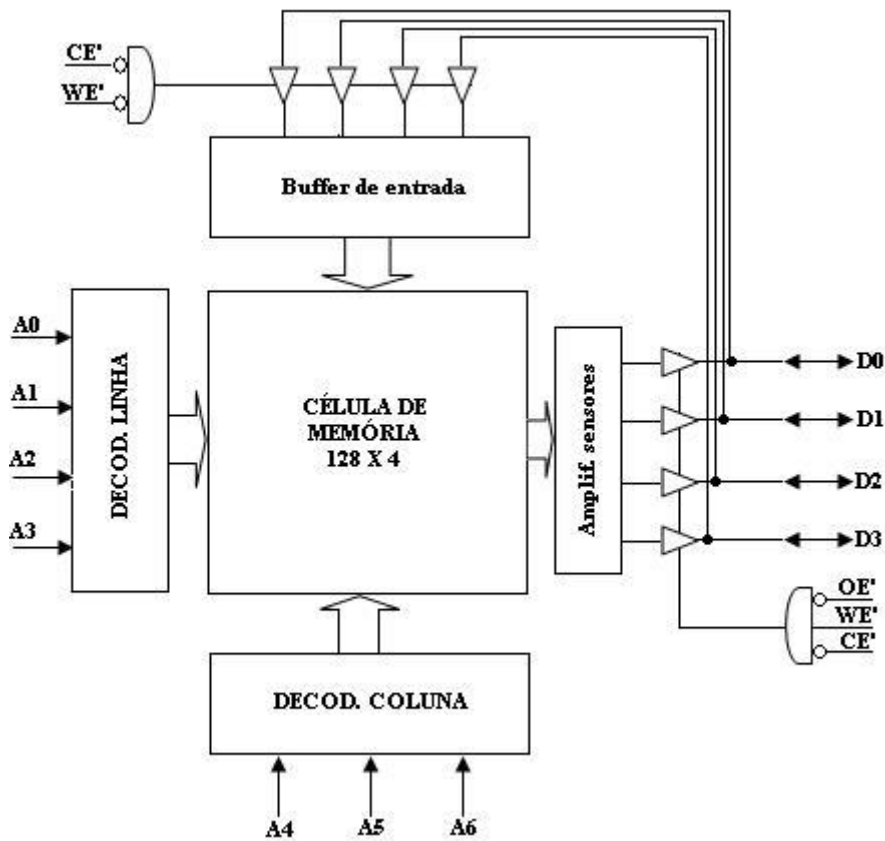 CE'
WE'
Buffer de entrada
A0
A1
A2
A3
DECOD. LINHA
CÉLULA DE
MEMÓRIA
128 X 4
Amplif. sensores
D0
D1
D2
D3
OE'
WE'
CE'
DECOD. COLUNA
A4
A5
A6